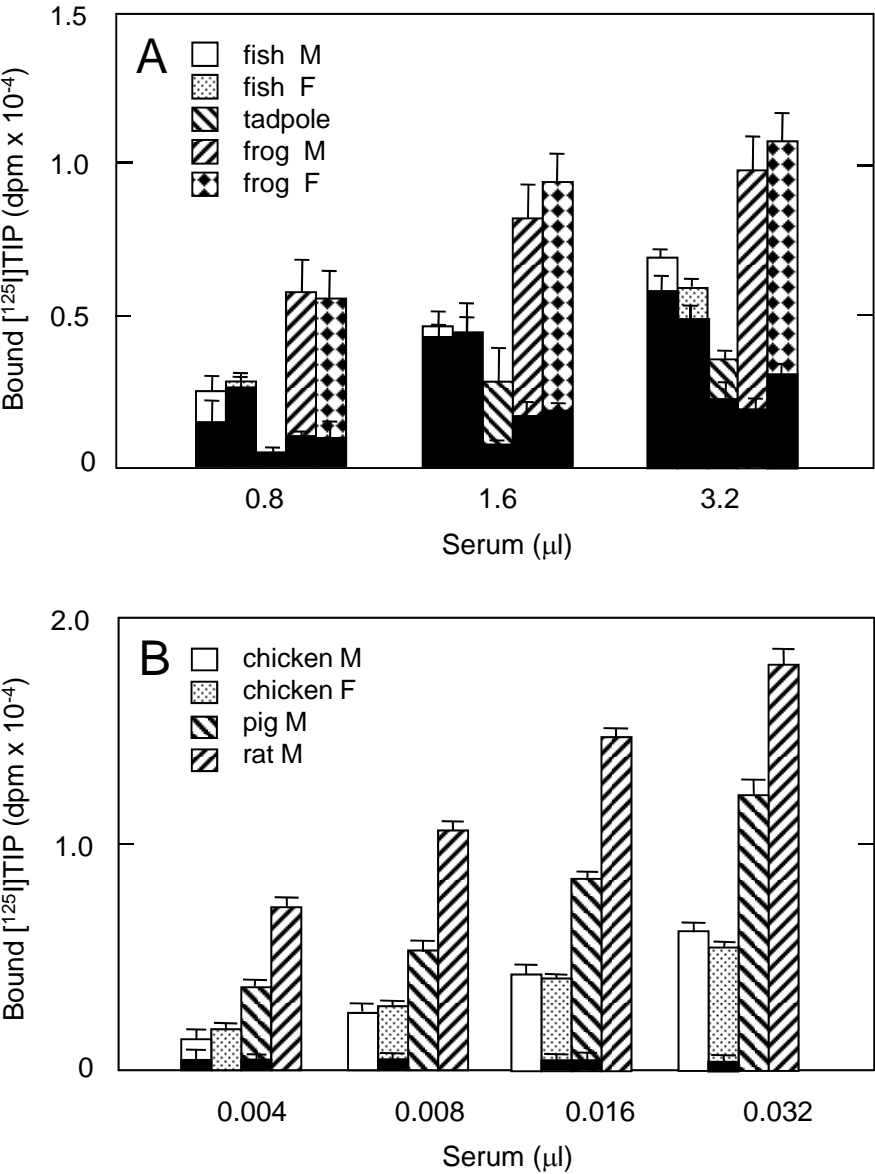 1.5
A
fish M
fish F
tadpole
frog M
frog F
1.0
0.5
0
Bound [¹²⁵I]TIP (dpm x 10⁻⁴)
0.8 1.6 3.2
Serum (μl)
2.0
B
chicken M
chicken F
pig M
rat M
1.0
0
Bound [¹²⁵I]TIP (dpm x 10⁻⁴)
0.004 0.008 0.016 0.032
Serum (μl)